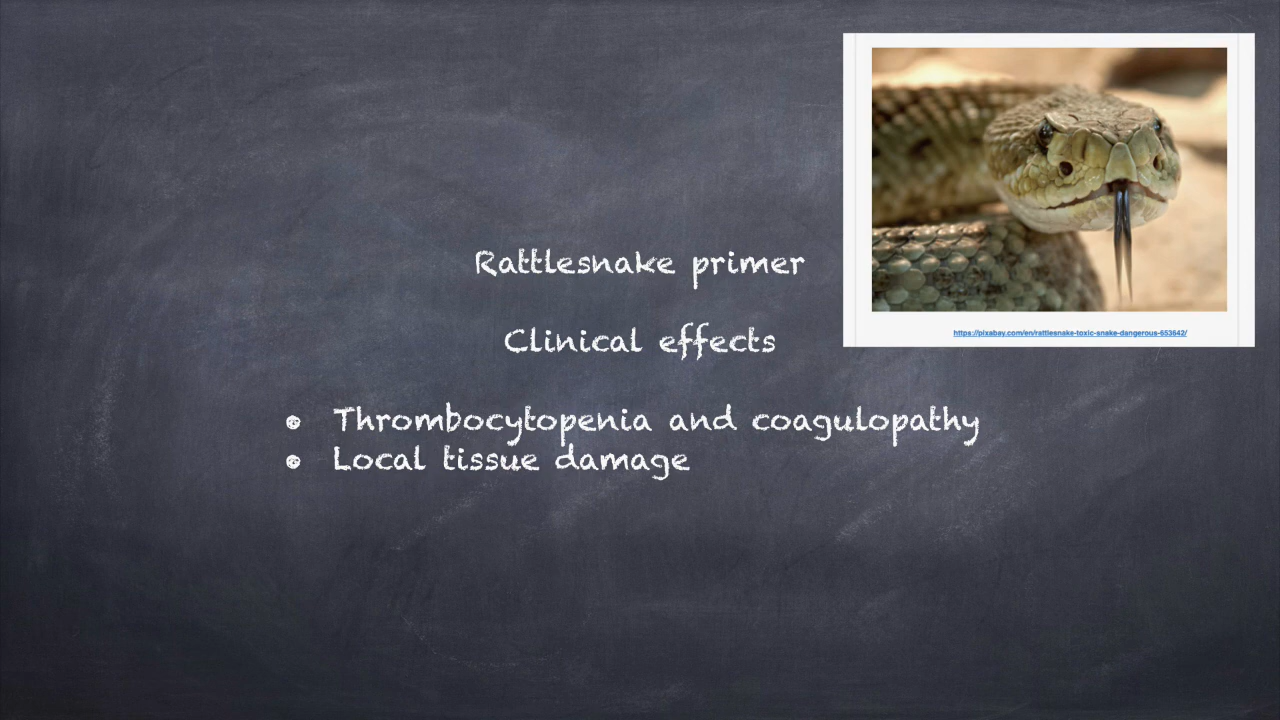 Rattlesnake primer
Clinical effects
• Thrombocytopenia and coagulopathy
• Local tissue damage
https://pixabay.com/en/rattlesnake-toxic-snake-dangerous-653642/